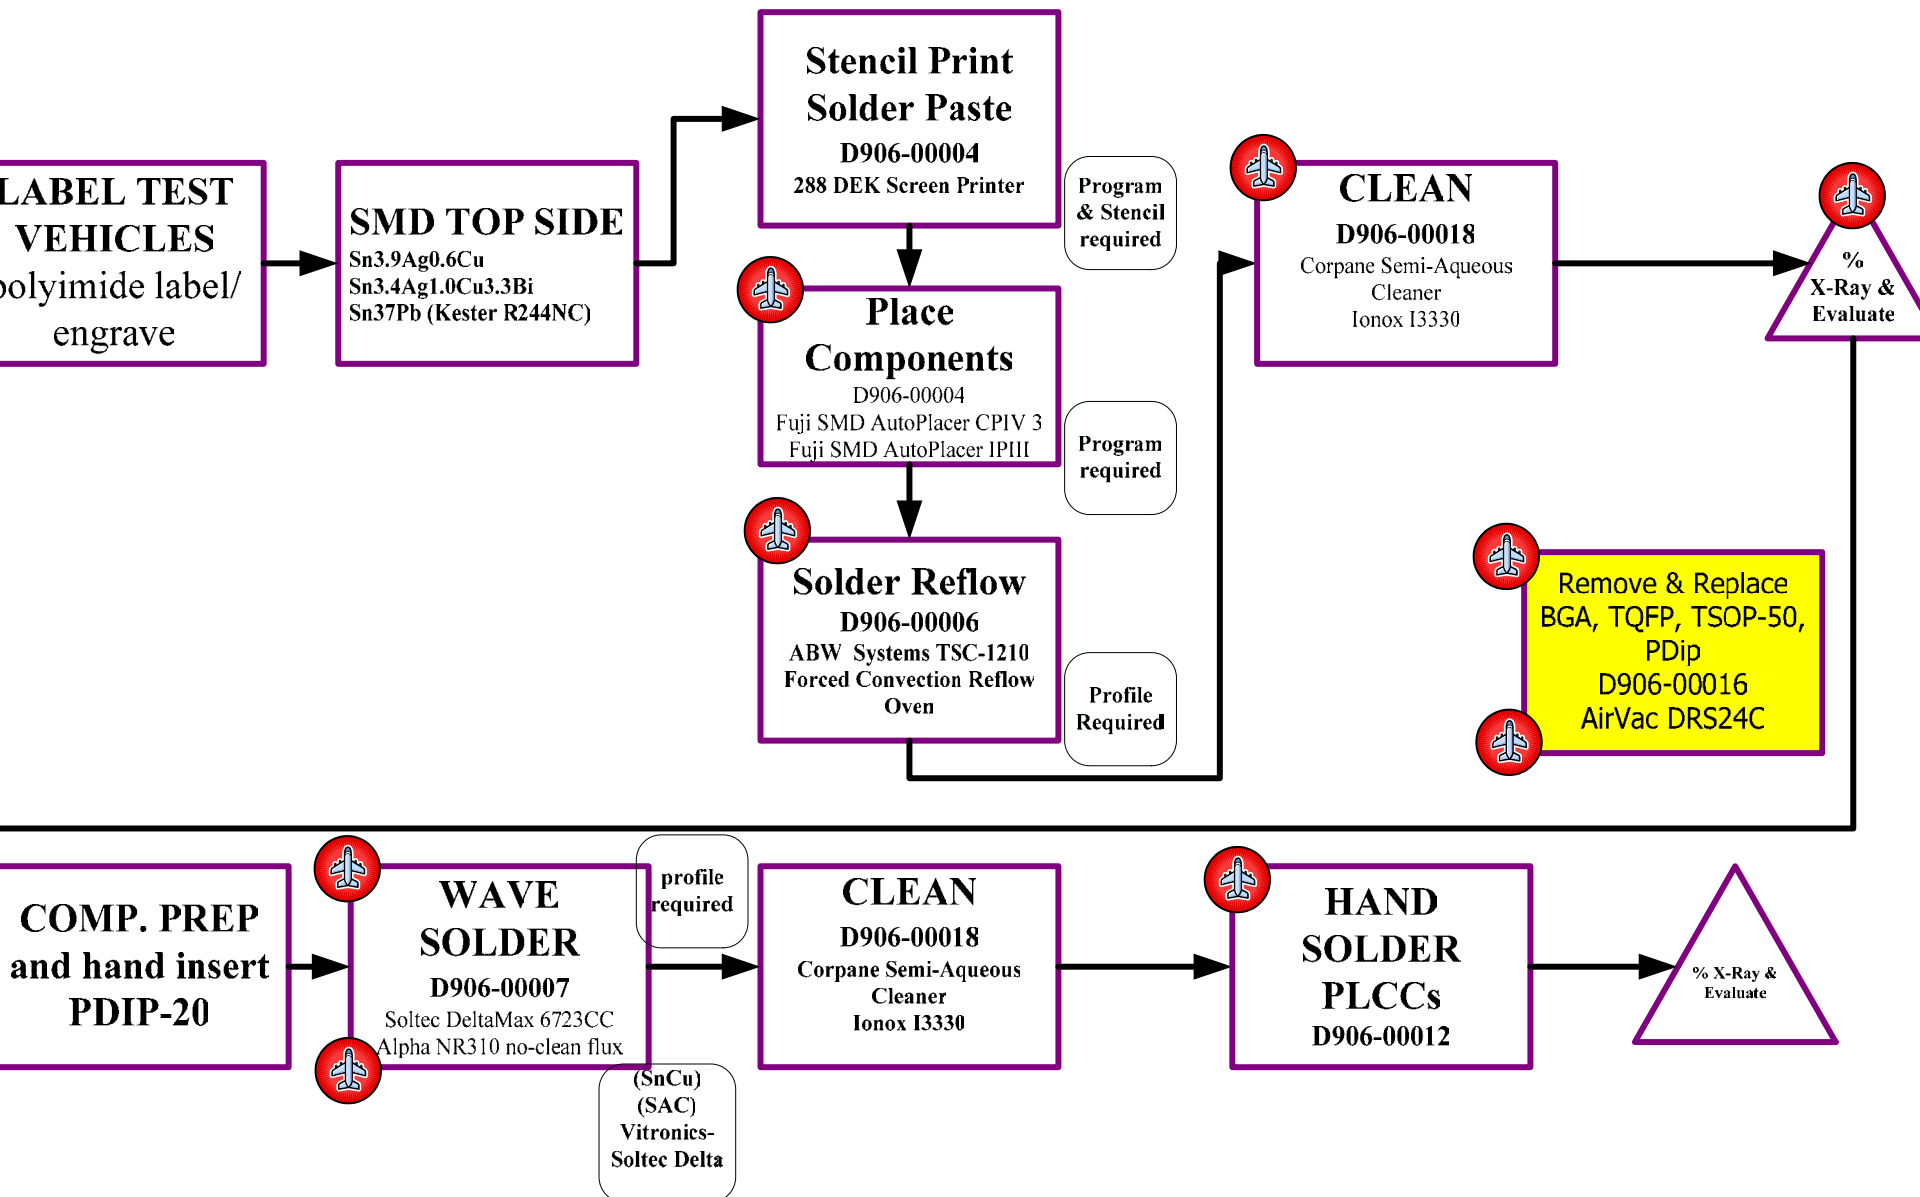 LABEL TEST
VEHICLES
polyimide label/
engrave
SMD TOP SIDE
Sn3.9Ag0.6Cu
Sn3.4Ag1.0Cu3.3Bi
Sn37Pb (Kester R244NC)
Stencil Print
Solder Paste
D906-00004
288 DEK Screen Printer
Program
& Stencil
required
Place
Components
D906-00004
Fuji SMD AutoPlacer CPIV 3
Fuji SMD AutoPlacer IPIII
Program
required
Solder Reflow
D906-00006
ABW Systems TSC-1210
Forced Convection Reflow
Oven
Profile
Required
CLEAN
D906-00018
Corpane Semi-Aqueous
Cleaner
Ionox I3330
%
X-Ray &
Evaluate
Remove & Replace
BGA, TQFP, TSOP-50,
PDip
D906-00016
AirVac DRS24C
COMP. PREP
and hand insert
PDIP-20
WAVE
SOLDER
D906-00007
Soltec DeltaMax 6723CC
Alpha NR310 no-clean flux
profile
required
(SnCu)
(SAC)
Vitronics-
Soltec Delta
CLEAN
D906-00018
Corpane Semi-Aqueous
Cleaner
Ionox I3330
HAND
SOLDER
PLCCs
D906-00012
% X-Ray &
Evaluate